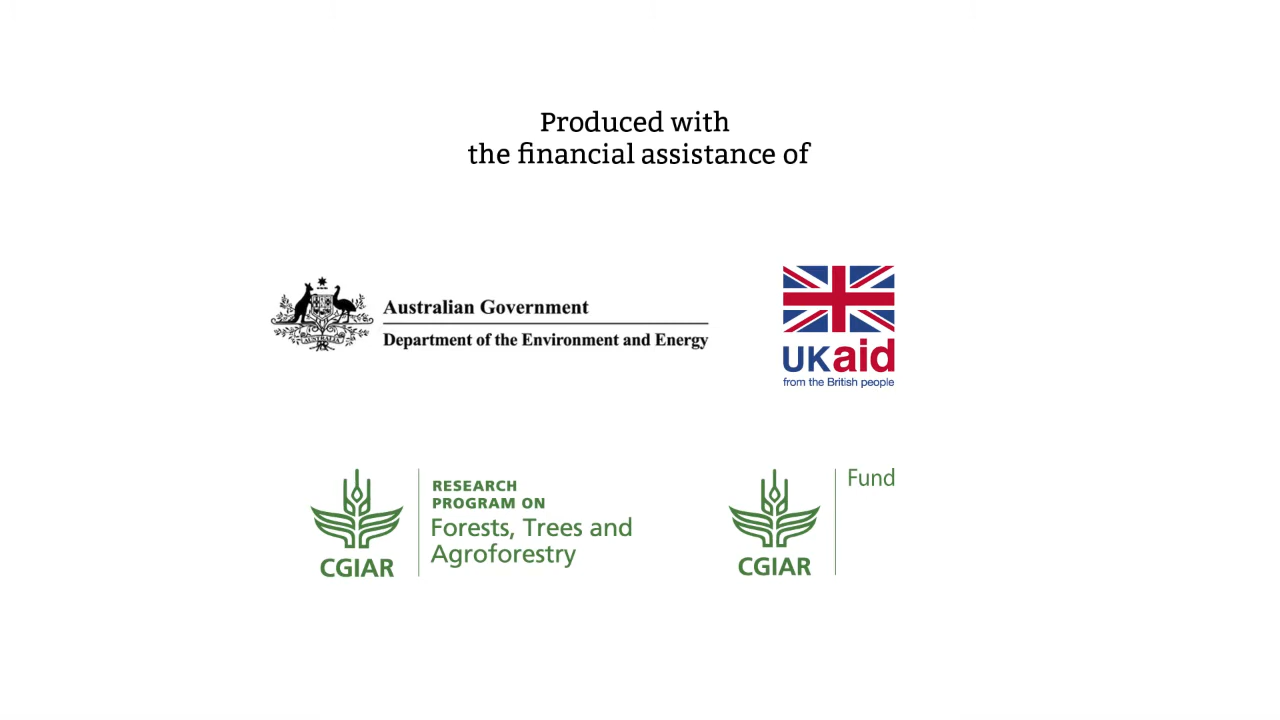 Produced with
the financial assistance of
Australian Government
Department of the Environment and Energy
UKaid
from the British people
RESEARCH
PROGRAM ON
Forests, Trees and
Agroforestry
CGIAR
Fund
CGIAR